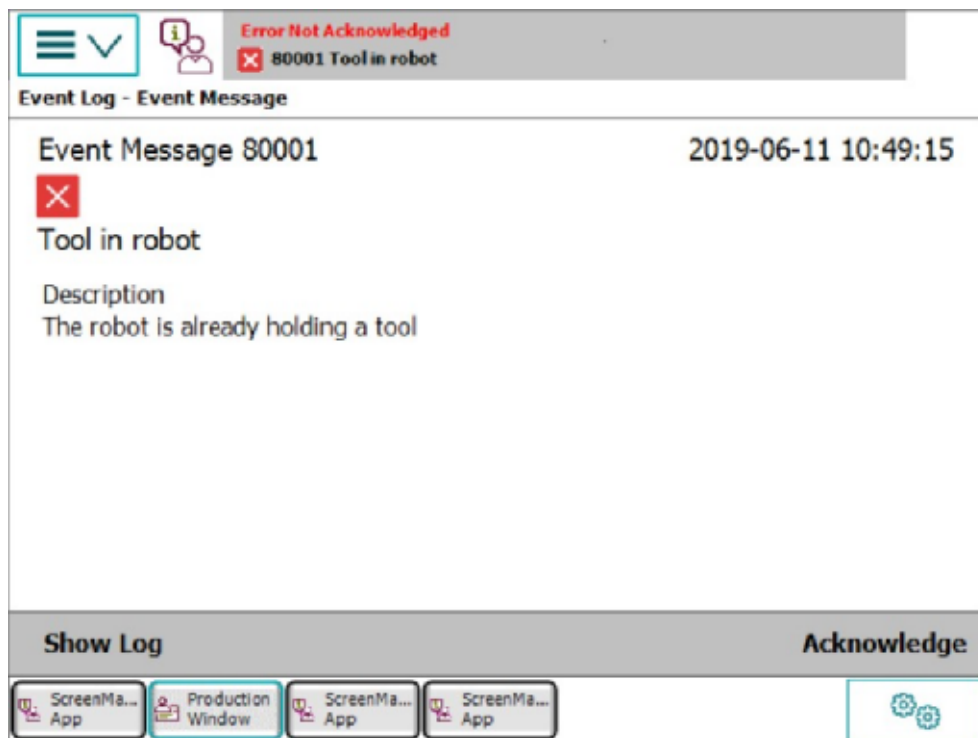 Error Not Acknowledged
80001 Tool in robot
Event Log - Event Message
Event Message 80001
2019-06-11 10:49:15
Tool in robot
Description
The robot is already holding a tool
Show Log
Acknowledge
ScreenMa...
App
Production
Window
ScreenMa...
App
ScreenMa...
App